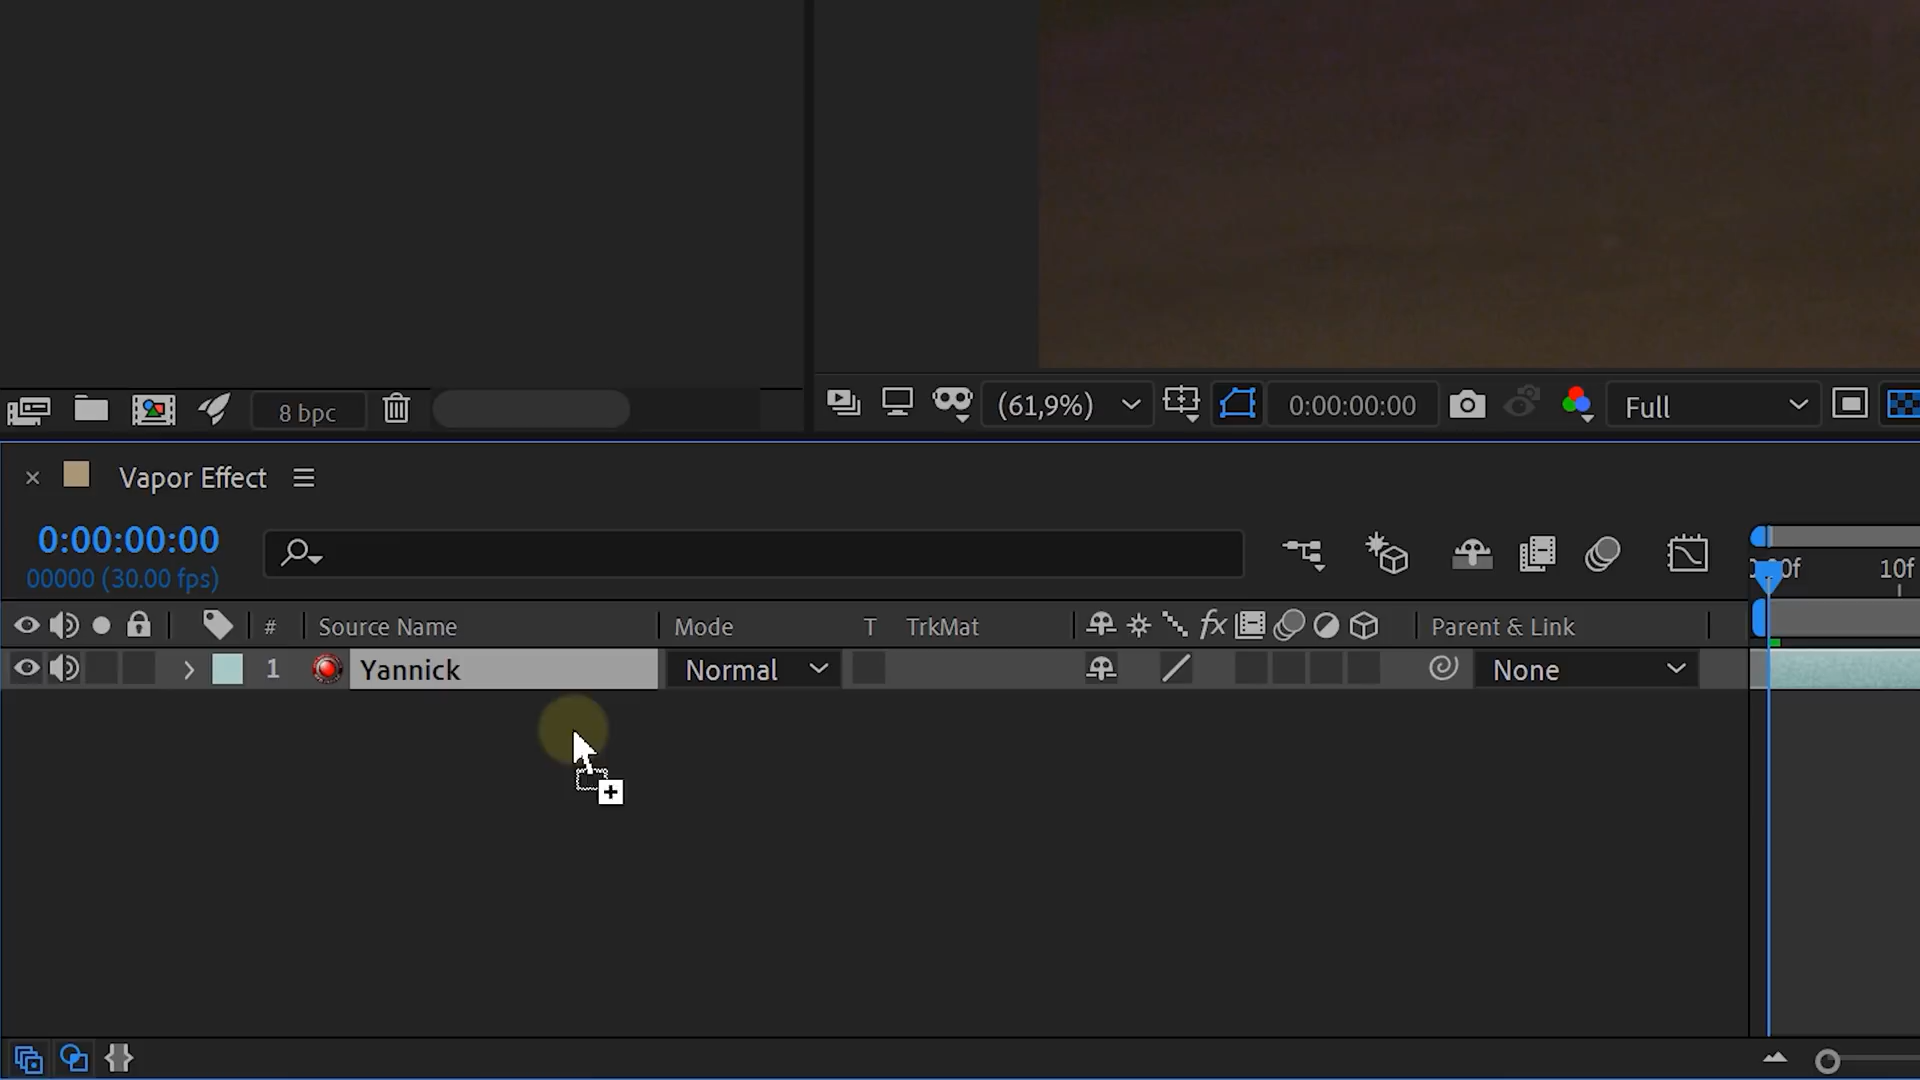 8 bpc
(61,9%)
0:00:00:00
Full
Vapor Effect
0:00:00:00
00000 (30.00 fps)
10f
# Source Name Mode T TrkMat fx Parent & Link
1 Yannick Normal None